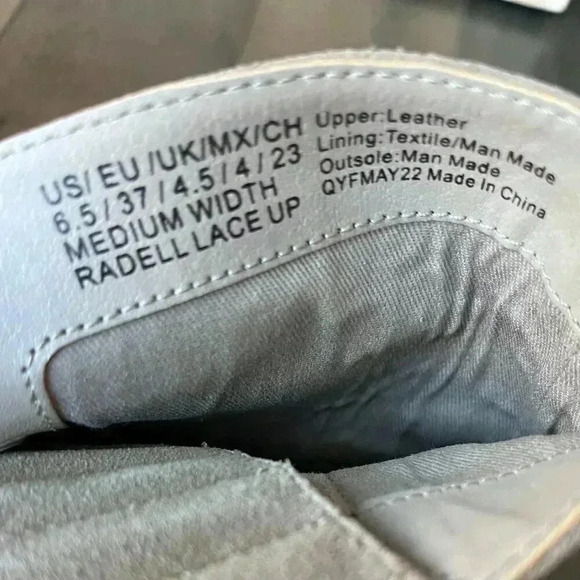 US/ EU /UK/MX/CH
6.5 / 37 / 4.5 / 4 / 23
MEDIUM WIDTH
RADELL LACE UP
Upper:Leather
Lining: Textile/Man Made
Outsole:Man Made
QYFMAY22 Made In China